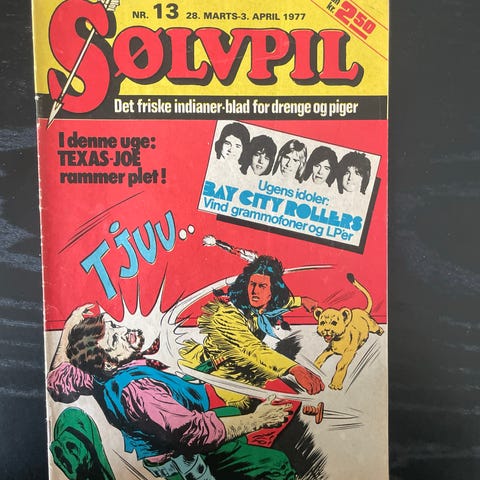 NR. 13 28. MARTS-3. APRIL 1977
kr. 2.50
SØLVPIL
Det friske indianer-blad for drenge og piger
I denne uge:
TEXAS-JOE
rammer plet!
Ugens idoler:
BAY CITY ROLLERS
Vind grammofoner og LP'er
TJUU..